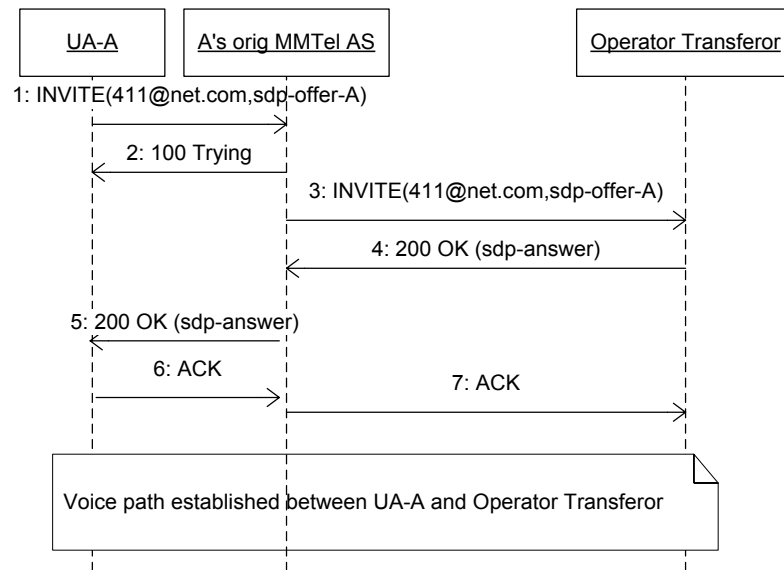 UA-A
A's orig MMTel AS
Operator Transferor
1: INVITE(411@net.com,sdp-offer-A)
2: 100 Trying
3: INVITE(411@net.com,sdp-offer-A)
4: 200 OK (sdp-answer)
5: 200 OK (sdp-answer)
6: ACK
7: ACK
Voice path established between UA-A and Operator Transferor